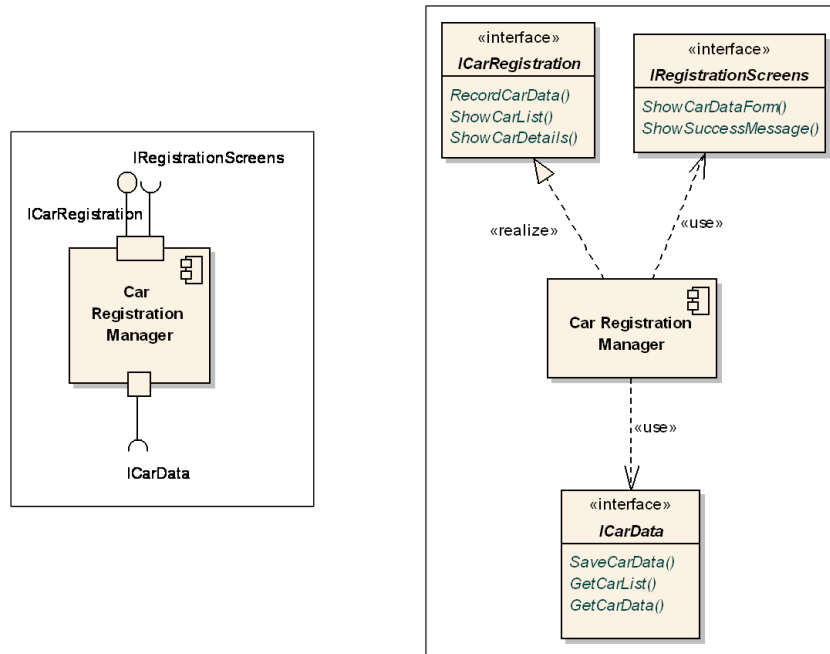 IRegistrationScreens
ICarRegistration
Car
Registration
Manager
ICarData
«interface»
ICarRegistration
RecordCarData()
ShowCarList()
ShowCarDetails()
«interface»
IRegistrationScreens
ShowCarDataForm()
ShowSuccessMessage()
«realize»
«use»
Car Registration
Manager
«use»
«interface»
ICarData
SaveCarData()
GetCarList()
GetCarData()